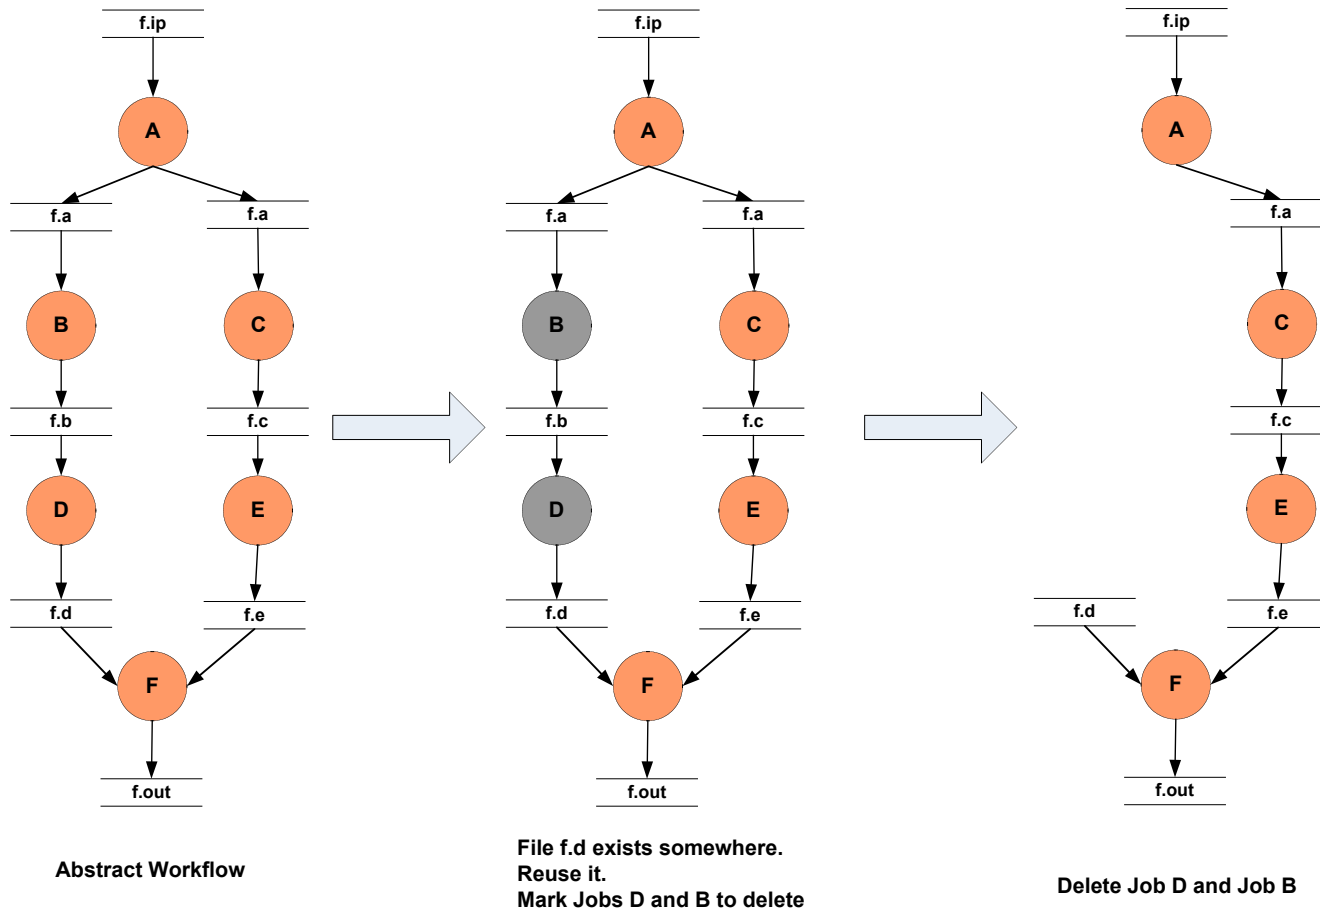 f.ip
A
f.a
f.a
B
C
f.b
f.c
D
E
f.d
f.e
F
f.out
Abstract Workflow
f.ip
A
f.a
f.a
B
C
f.b
f.c
D
E
f.d
f.e
F
f.out
File f.d exists somewhere.
Reuse it.
Mark Jobs D and B to delete
f.ip
A
f.a
C
f.c
E
f.d
f.e
F
f.out
Delete Job D and Job B